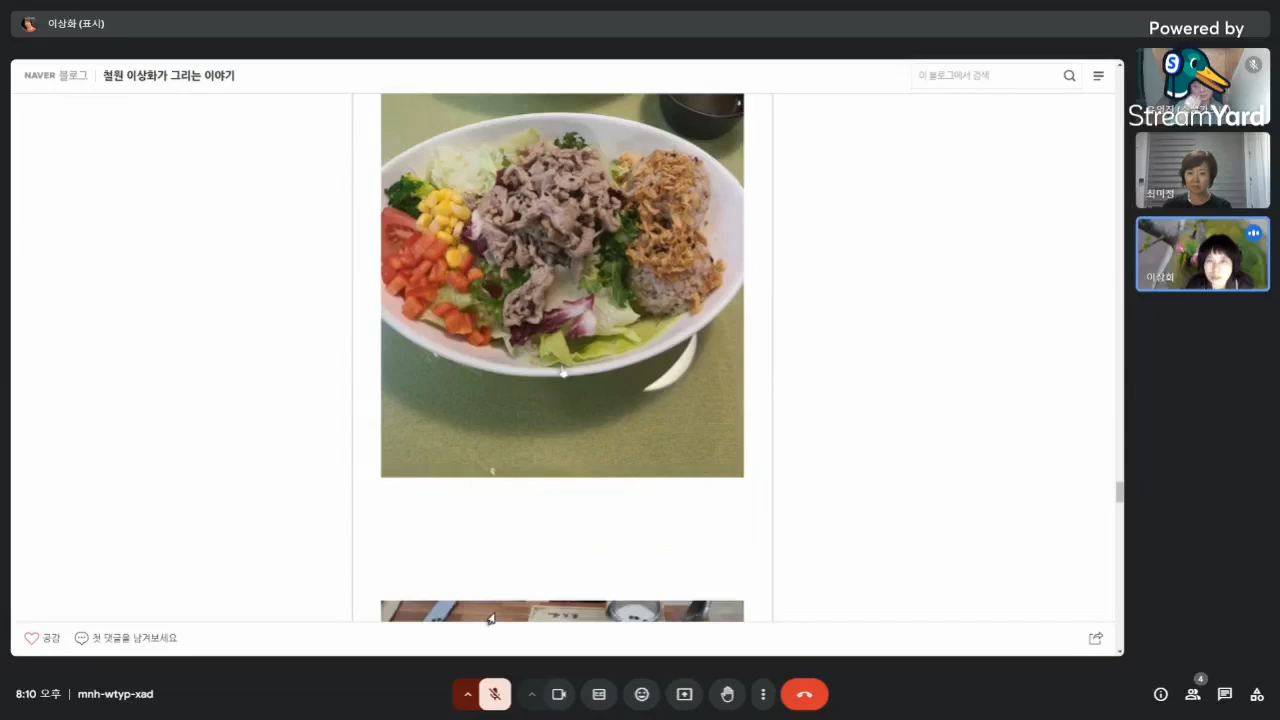 이상화 (표시)
Powered by
StreamYard
NAVER 블로그 | 철원 이상화가 그리는 이야기
이 블로그에서 검색
최미정
이상화
공감
첫 댓글을 남겨보세요
8:10 오후 | mnh-wtyp-xad
4